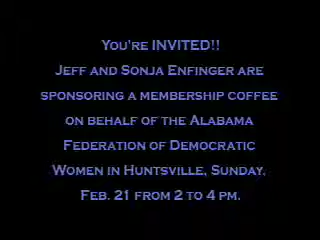 You're INVITED!!
Jeff and Sonja Enfinger are
sponsoring a membership coffee
on behalf of the Alabama
Federation of Democratic
Women in Huntsville, Sunday,
Feb. 21 from 2 to 4 pm.